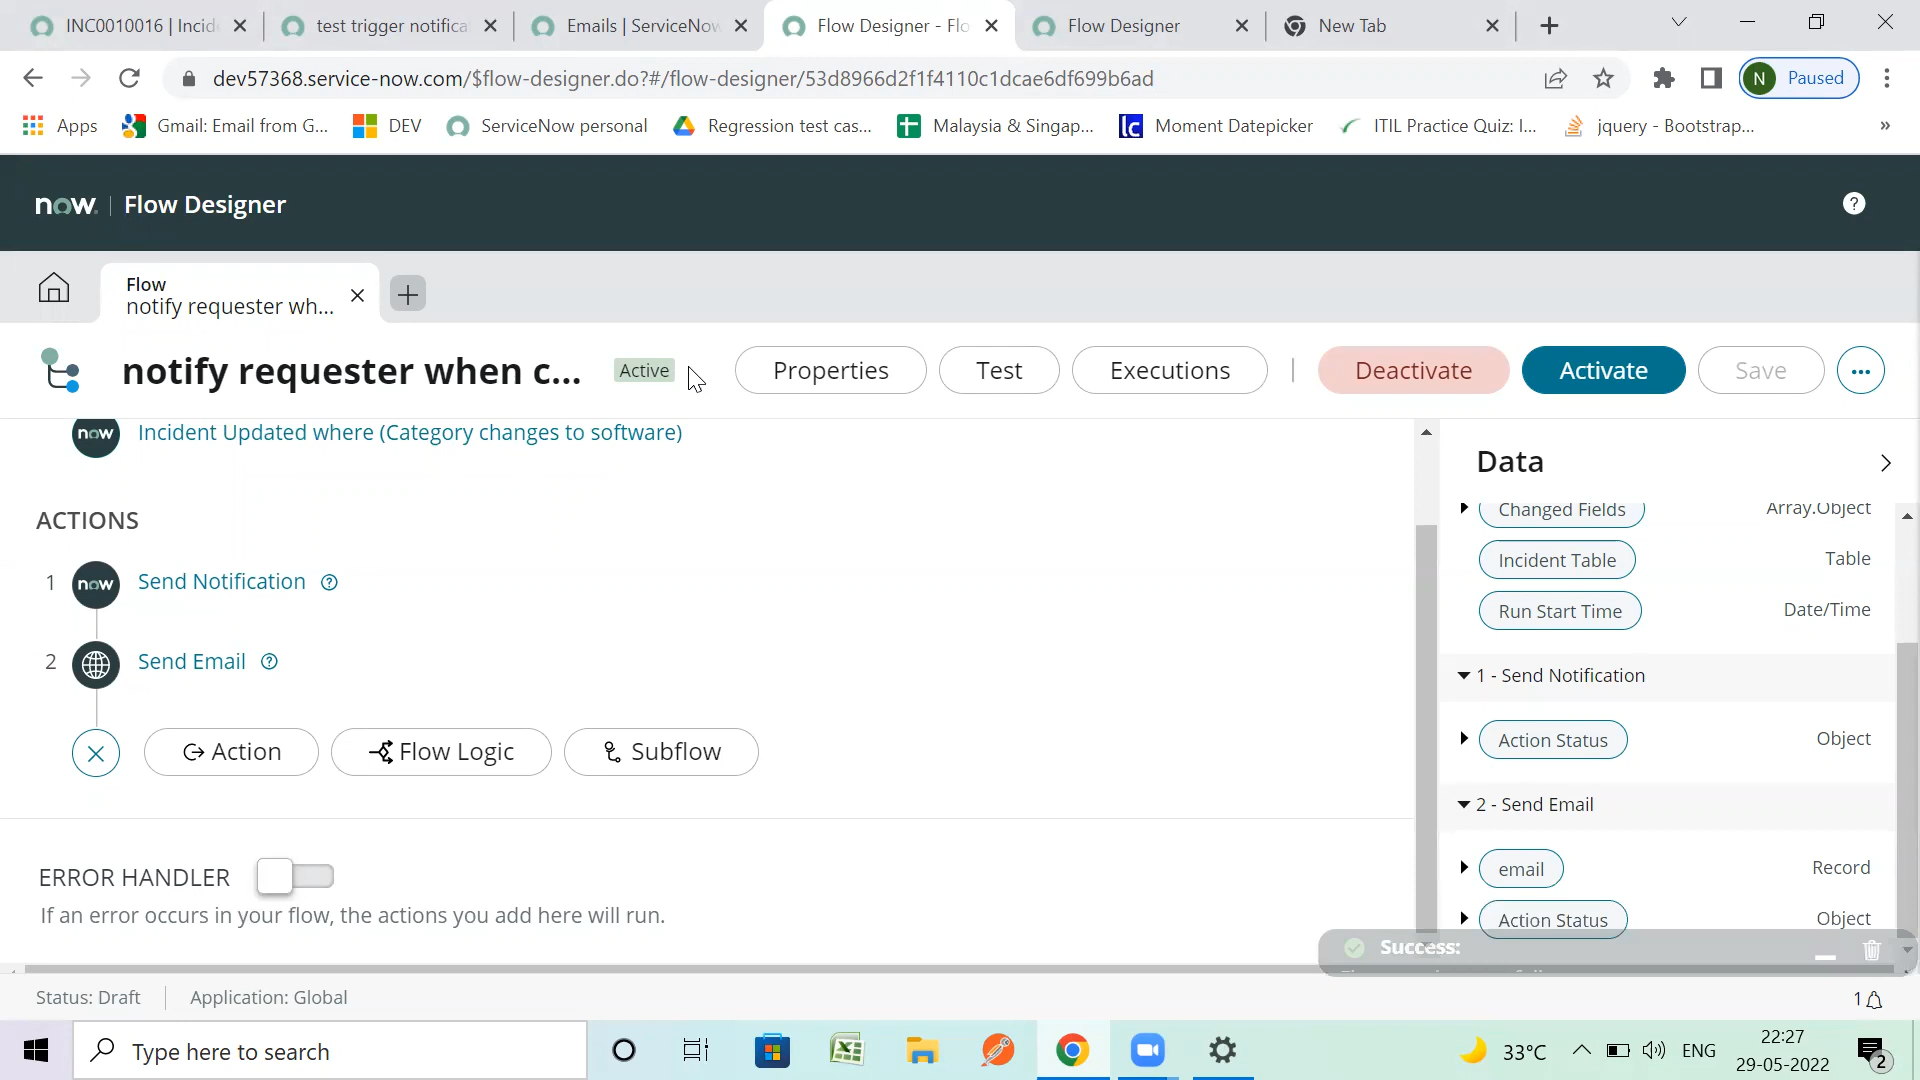 INC0010016 | Incid
test trigger notifica
Emails | ServiceNow
Flow Designer - Flo
Flow Designer
New Tab
dev57368.service-now.com/$flow-designer.do?#/flow-designer/53d8966d2f1f4110c1dcae6df699b6ad
N Paused
Apps
Gmail: Email from G...
DEV
ServiceNow personal
Regression test cas...
Malaysia & Singap...
lc Moment Datepicker
ITIL Practice Quiz: I...
jquery - Bootstrap...
»
now. | Flow Designer
?
Flow
notify requester wh...
notify requester when c...
Active
Properties
Test
Executions
Deactivate
Activate
Save
...
now Incident Updated where (Category changes to software)
ACTIONS
1 now Send Notification ?
2 Send Email ?
Action
Flow Logic
Subflow
ERROR HANDLER
If an error occurs in your flow, the actions you add here will run.
Data
Changed Fields Array.Object
Incident Table Table
Run Start Time Date/Time
1 - Send Notification
Action Status Object
2 - Send Email
email Record
Action Status Object
Success:
Status: Draft
Application: Global
1
Type here to search
33°C
ENG
22:27
29-05-2022
2